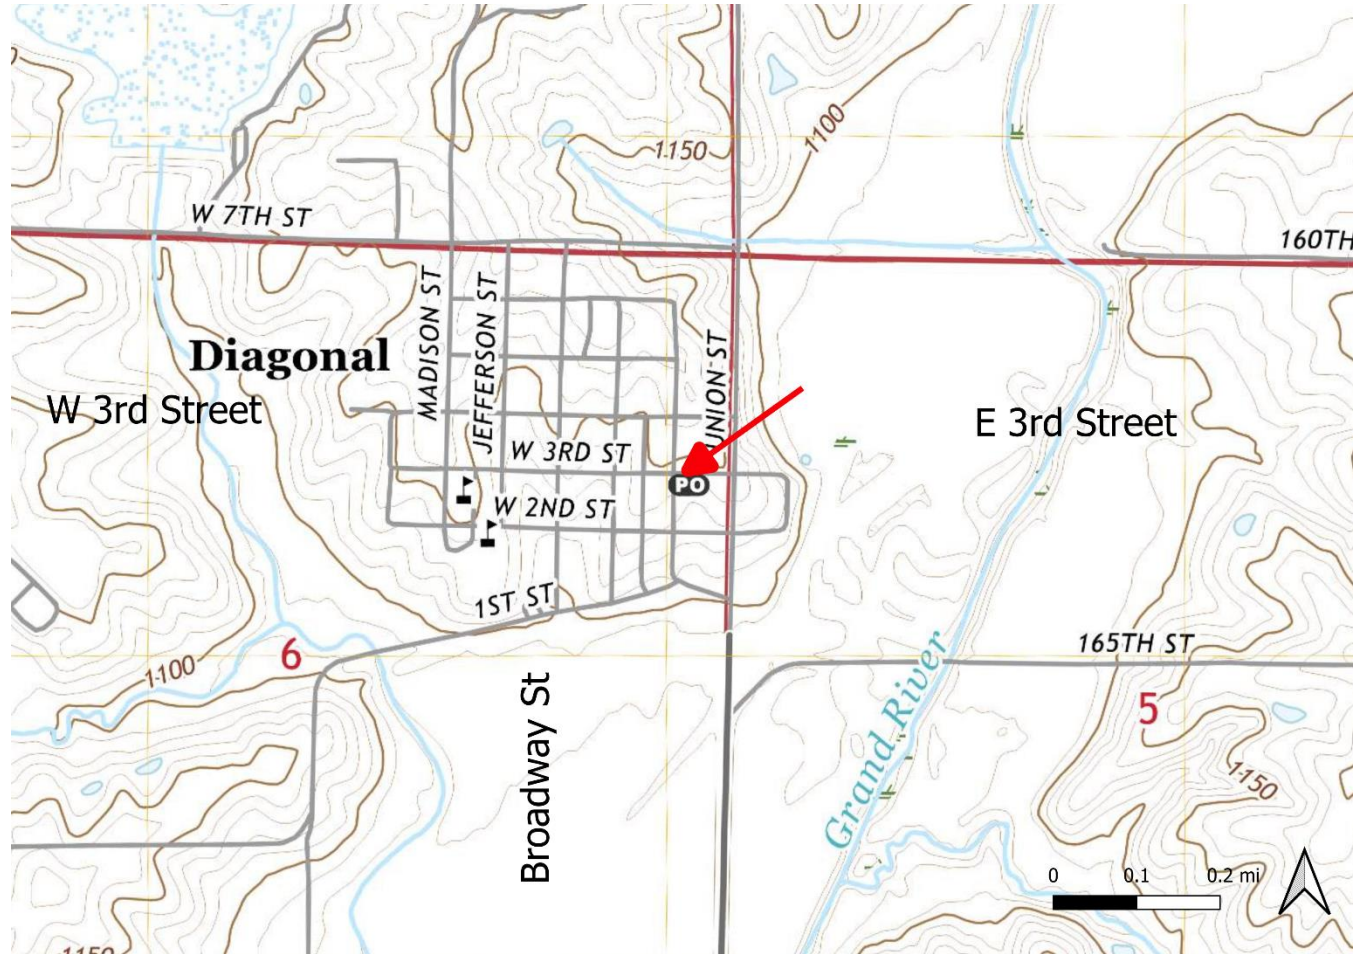 1150
1100
W 7TH ST
160TH
MADISON ST
JEFFERSON ST
UNION ST
Diagonal
W 3rd Street
E 3rd Street
W 3RD ST
PO
W 2ND ST
1ST ST
6
1100
165TH ST
5
Broadway St
Grand River
1150
0 0.1 0.2 mi
1150